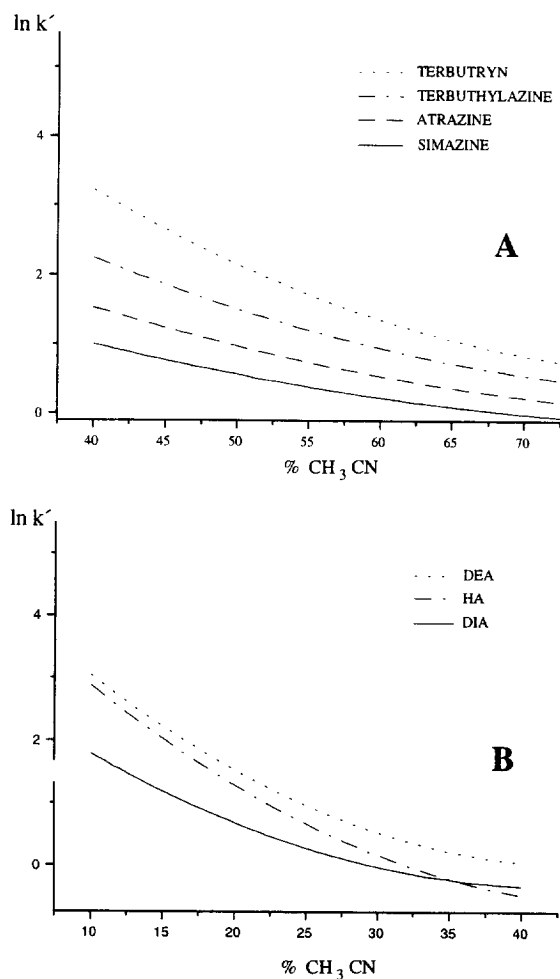 ln k´
TERBUTRYN
TERBUTHYLAZINE
ATRAZINE
SIMAZINE
4
2
0
A
40 45 50 55 60 65 70
% CH₃CN
ln k´
DEA
HA
DIA
4
2
0
B
10 15 20 25 30 35 40
% CH₃CN